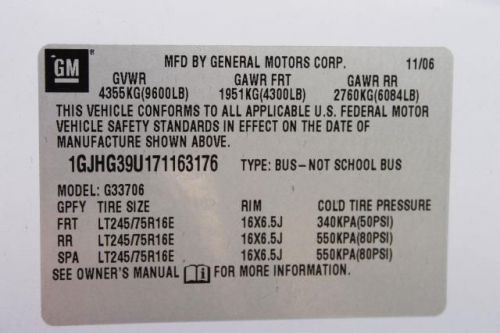 GM
MFD BY GENERAL MOTORS CORP. 11/06
GVWR GAWR FRT GAWR RR
4355KG(9600LB) 1951KG(4300LB) 2760KG(6084LB)
THIS VEHICLE CONFORMS TO ALL APPLICABLE U.S. FEDERAL MOTOR
VEHICLE SAFETY STANDARDS IN EFFECT ON THE DATE OF
MANUFACTURE SHOWN ABOVE.
1GJHG39U171163176 TYPE: BUS-NOT SCHOOL BUS
MODEL: G33706
GPFY TIRE SIZE RIM COLD TIRE PRESSURE
FRT LT245/75R16E 16X6.5J 340KPA(50PSI)
RR LT245/75R16E 16X6.5J 550KPA(80PSI)
SPA LT245/75R16E 16X6.5J 550KPA(80PSI)
SEE OWNER'S MANUAL FOR MORE INFORMATION.